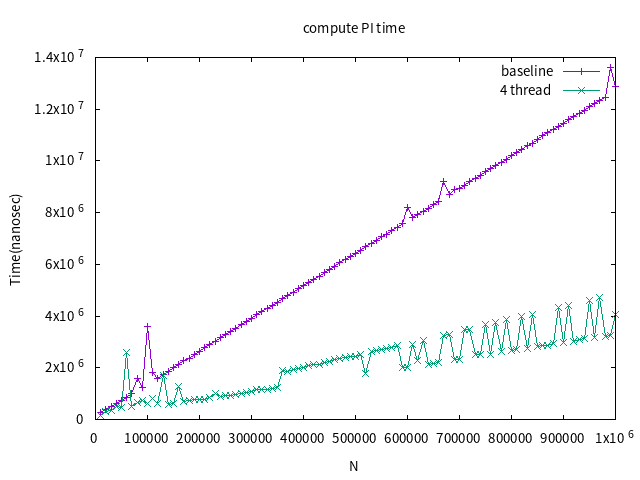 compute PI time
baseline
4 thread
Time(nanosec)
1.4x10 7
1.2x10 7
1x10 7
8x10 6
6x10 6
4x10 6
2x10 6
0
0 100000 200000 300000 400000 500000 600000 700000 800000 900000 1x10 6
N